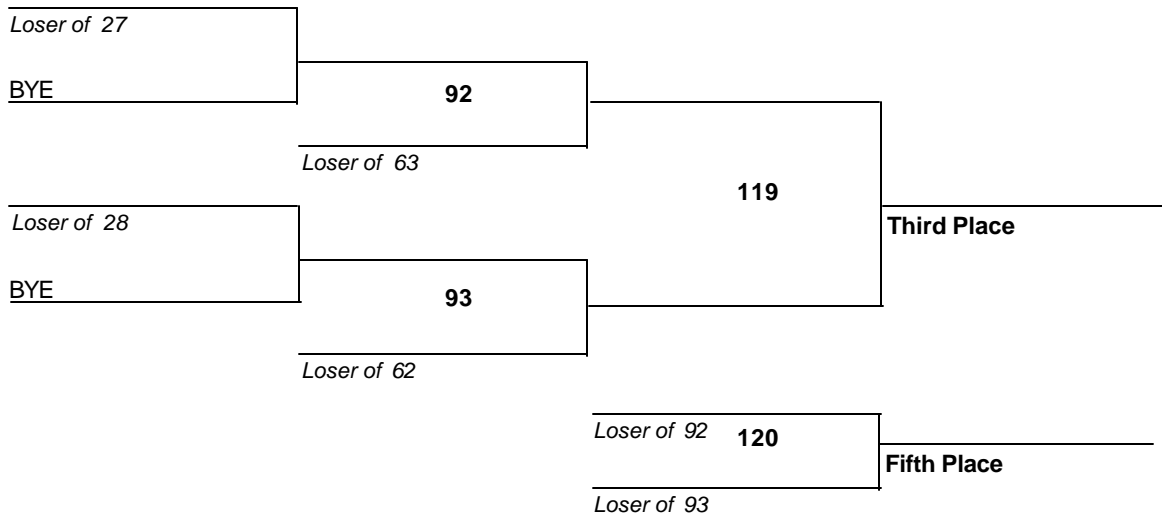 Loser of 27
BYE
92
Loser of 63
119
Loser of 28
Third Place
BYE
93
Loser of 62
Loser of 92 120
Fifth Place
Loser of 93